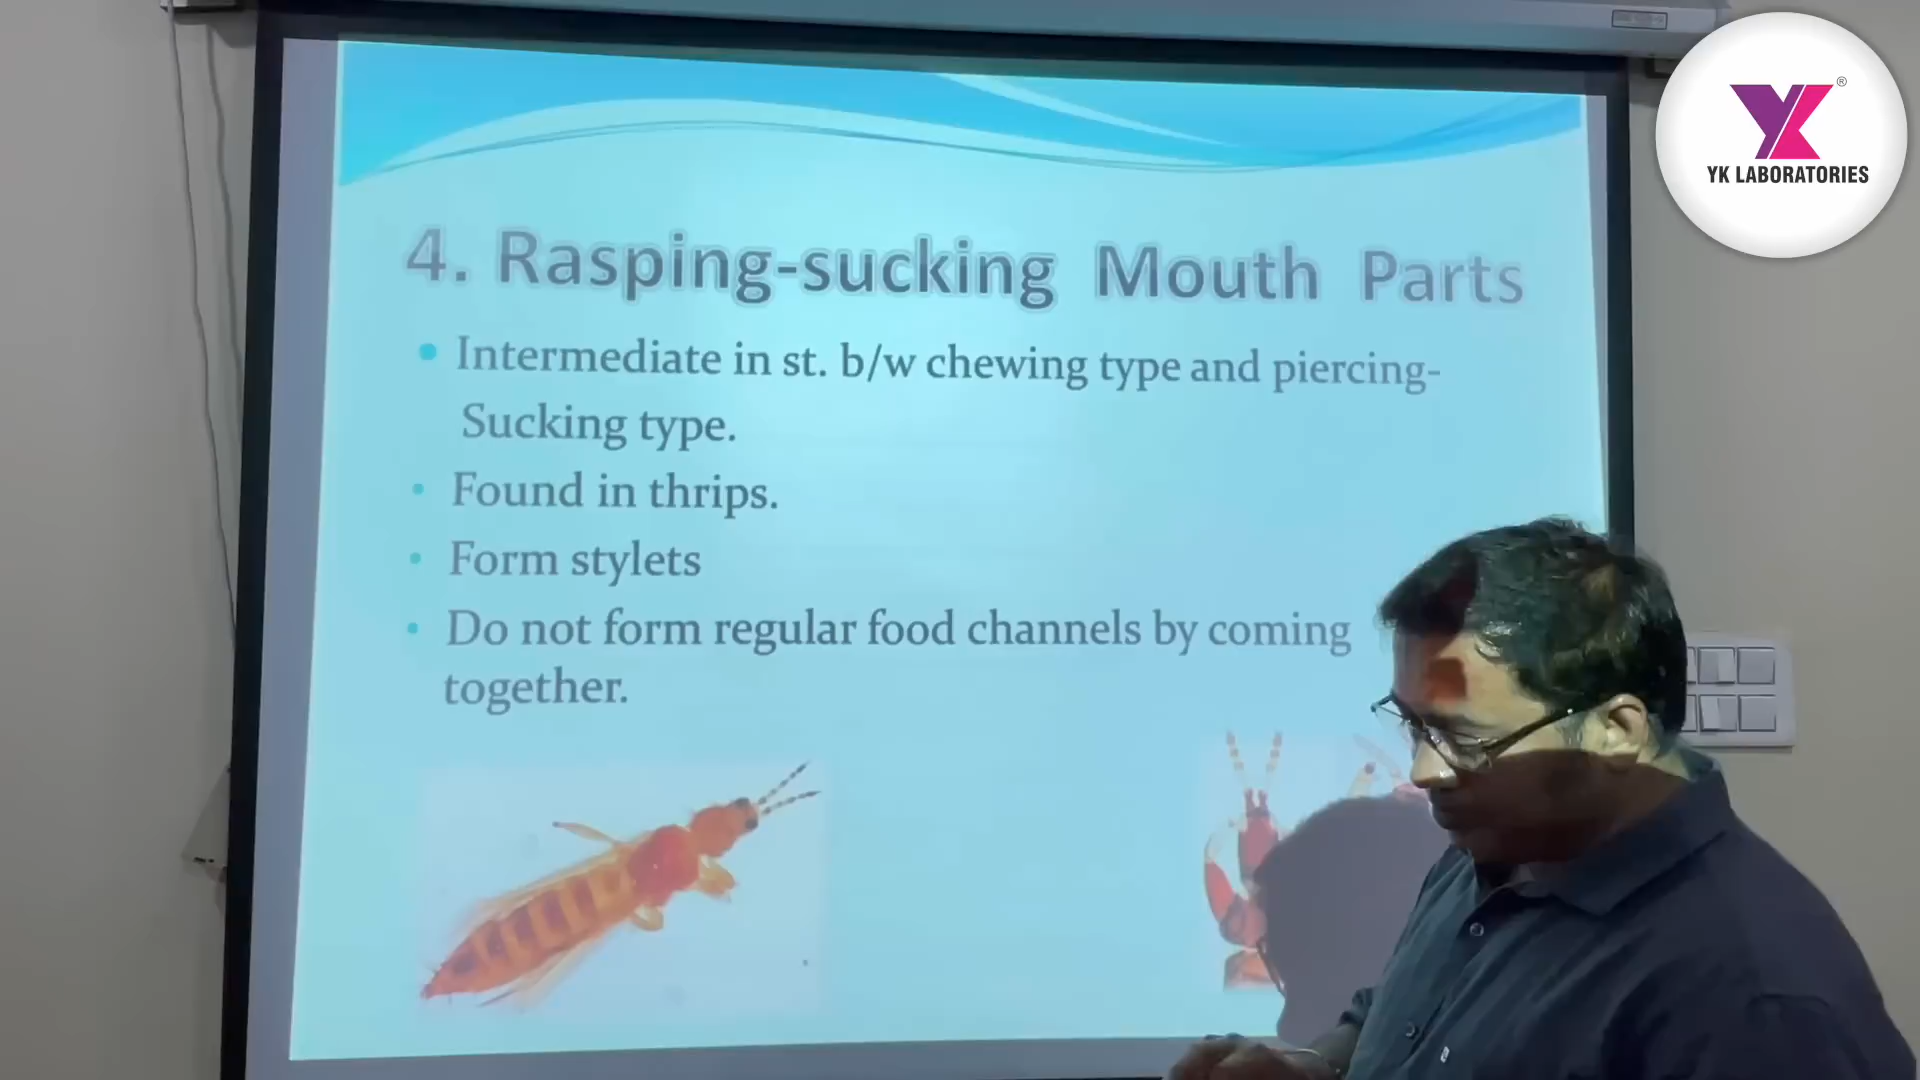 YK
®
YK LABORATORIES
4. Rasping-sucking Mouth Parts
• Intermediate in st. b/w chewing type and piercing-
Sucking type.
• Found in thrips.
• Form stylets
• Do not form regular food channels by coming
together.